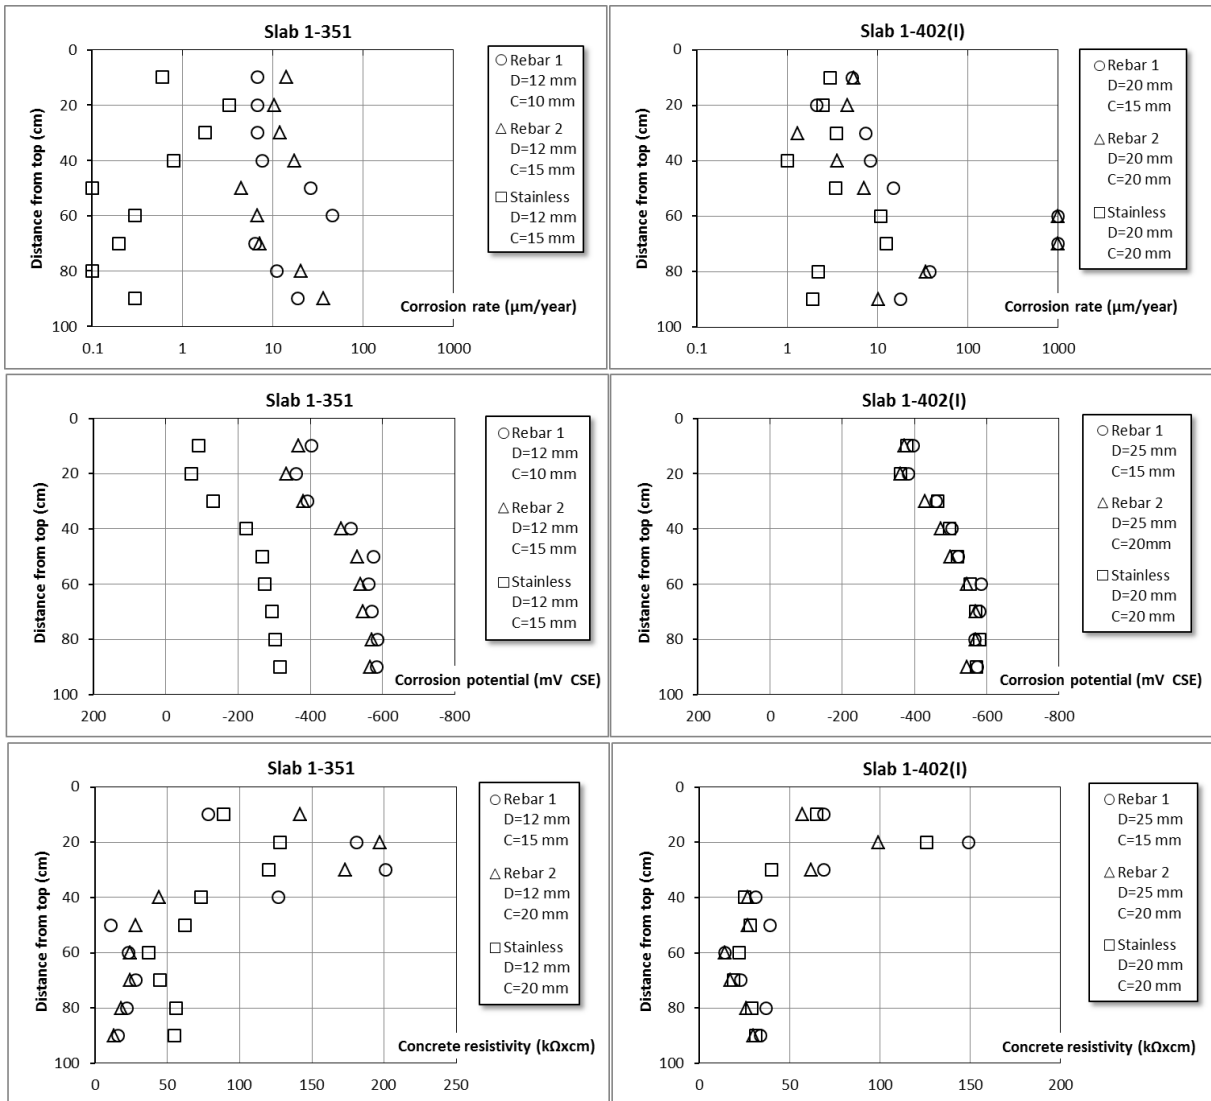 Slab 1-351
Distance from top (cm)
0
20
40
60
80
100
0.1
1
10
100
1000
Corrosion rate (µm/year)
Rebar 1
D=12 mm
C=10 mm
Rebar 2
D=12 mm
C=15 mm
Stainless
D=12 mm
C=15 mm
Slab 1-402(I)
Distance from top (cm)
0
20
40
60
80
100
0.1
1
10
100
1000
Corrosion rate (µm/year)
Rebar 1
D=20 mm
C=15 mm
Rebar 2
D=20 mm
C=20 mm
Stainless
D=20 mm
C=20 mm
Slab 1-351
Distance from top (cm)
0
20
40
60
80
100
200
0
-200
-400
-600
-800
Corrosion potential (mV CSE)
Rebar 1
D=12 mm
C=10 mm
Rebar 2
D=12 mm
C=15 mm
Stainless
D=12 mm
C=15 mm
Slab 1-402(I)
Distance from top (cm)
0
20
40
60
80
100
200
0
-200
-400
-600
-800
Corrosion potential (mV CSE)
Rebar 1
D=25 mm
C=15 mm
Rebar 2
D=25 mm
C=20mm
Stainless
D=20 mm
C=20 mm
Slab 1-351
Distance from top (cm)
0
20
40
60
80
100
0
50
100
150
200
250
Concrete resistivity (kΩxcm)
Rebar 1
D=12 mm
C=15 mm
Rebar 2
D=12 mm
C=20 mm
Stainless
D=12 mm
C=20 mm
Slab 1-402(I)
Distance from top (cm)
0
20
40
60
80
100
0
50
100
150
200
Concrete resistivity (kΩxcm)
Rebar 1
D=25 mm
C=15 mm
Rebar 2
D=25 mm
C=20 mm
Stainless
D=20 mm
C=20 mm